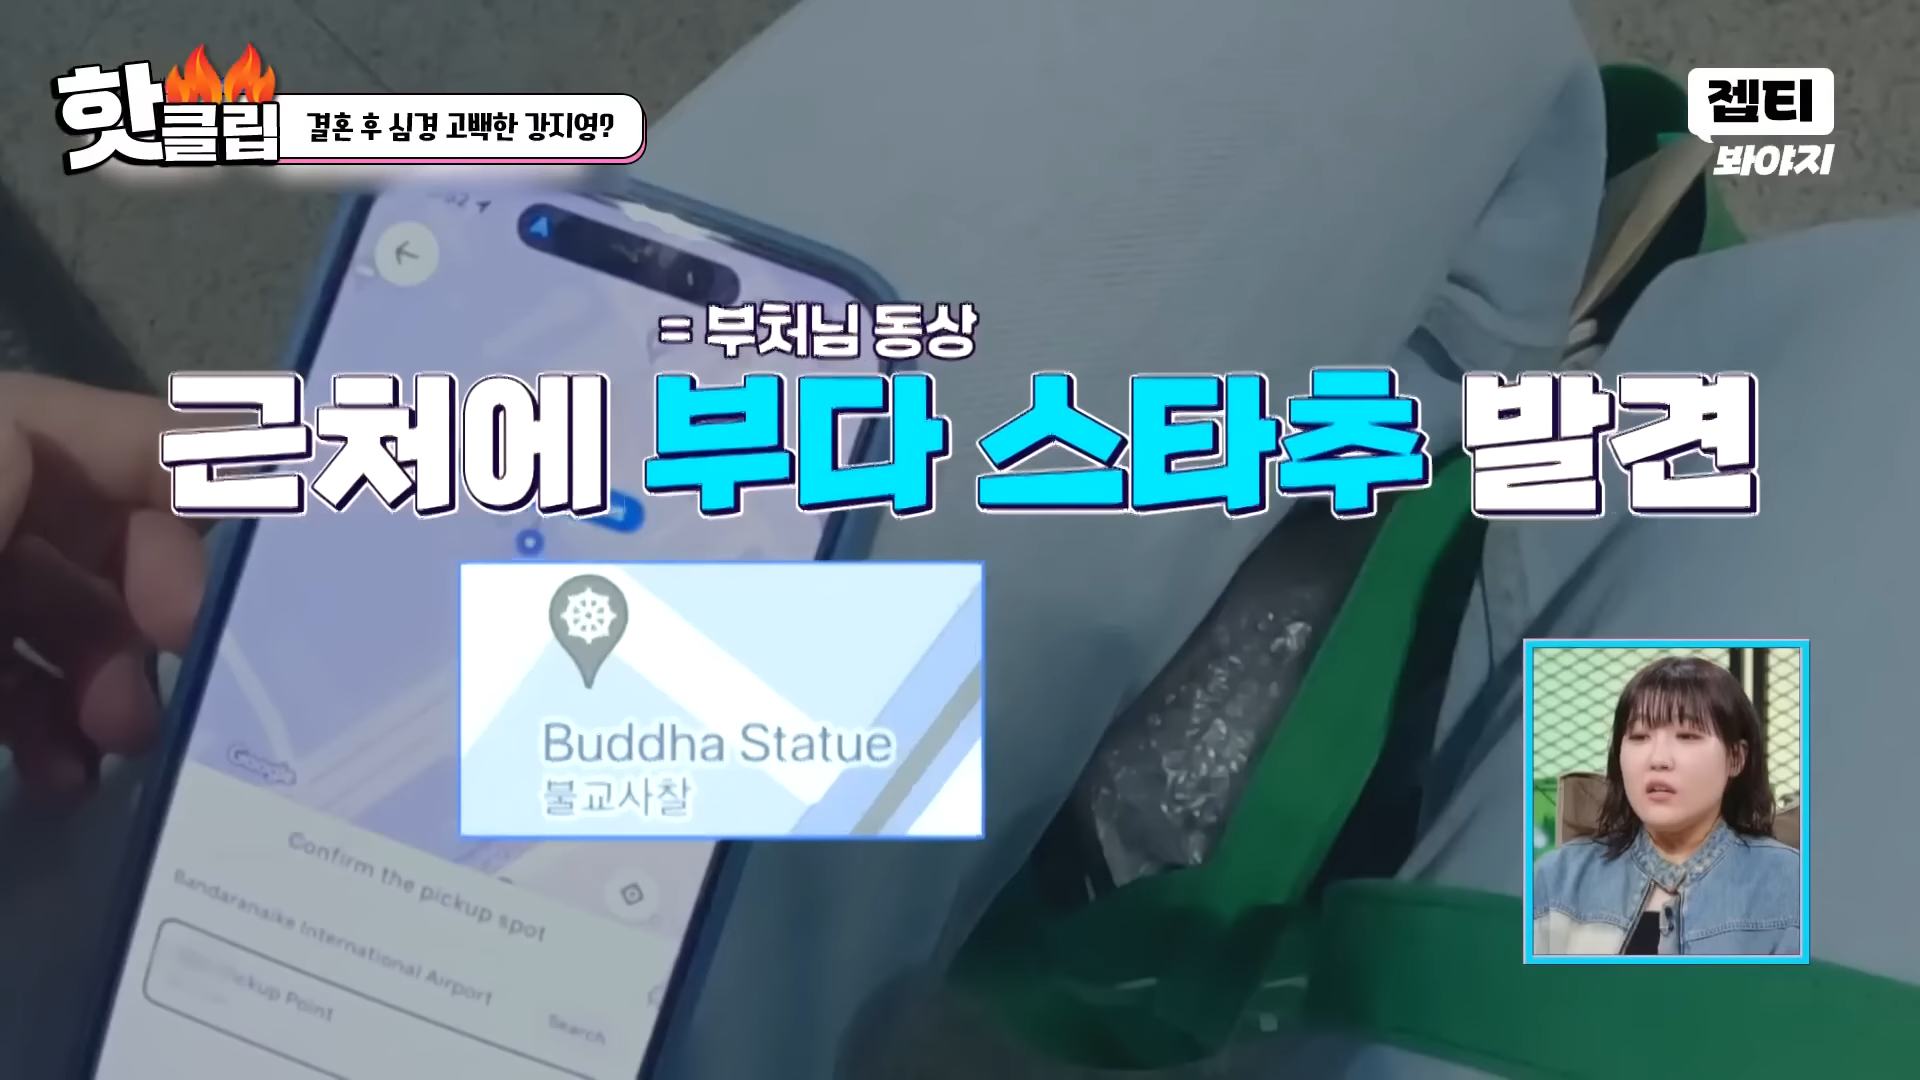 핫클립
결혼 후 심경 고백한 강지영?
젭티
봐야지
= 부처님 동상
근처에 부다 스타추 발견
Buddha Statue
불교사찰
Google
Confirm the pickup spot
Bandaranaike International Airport
Pickup Point
Search